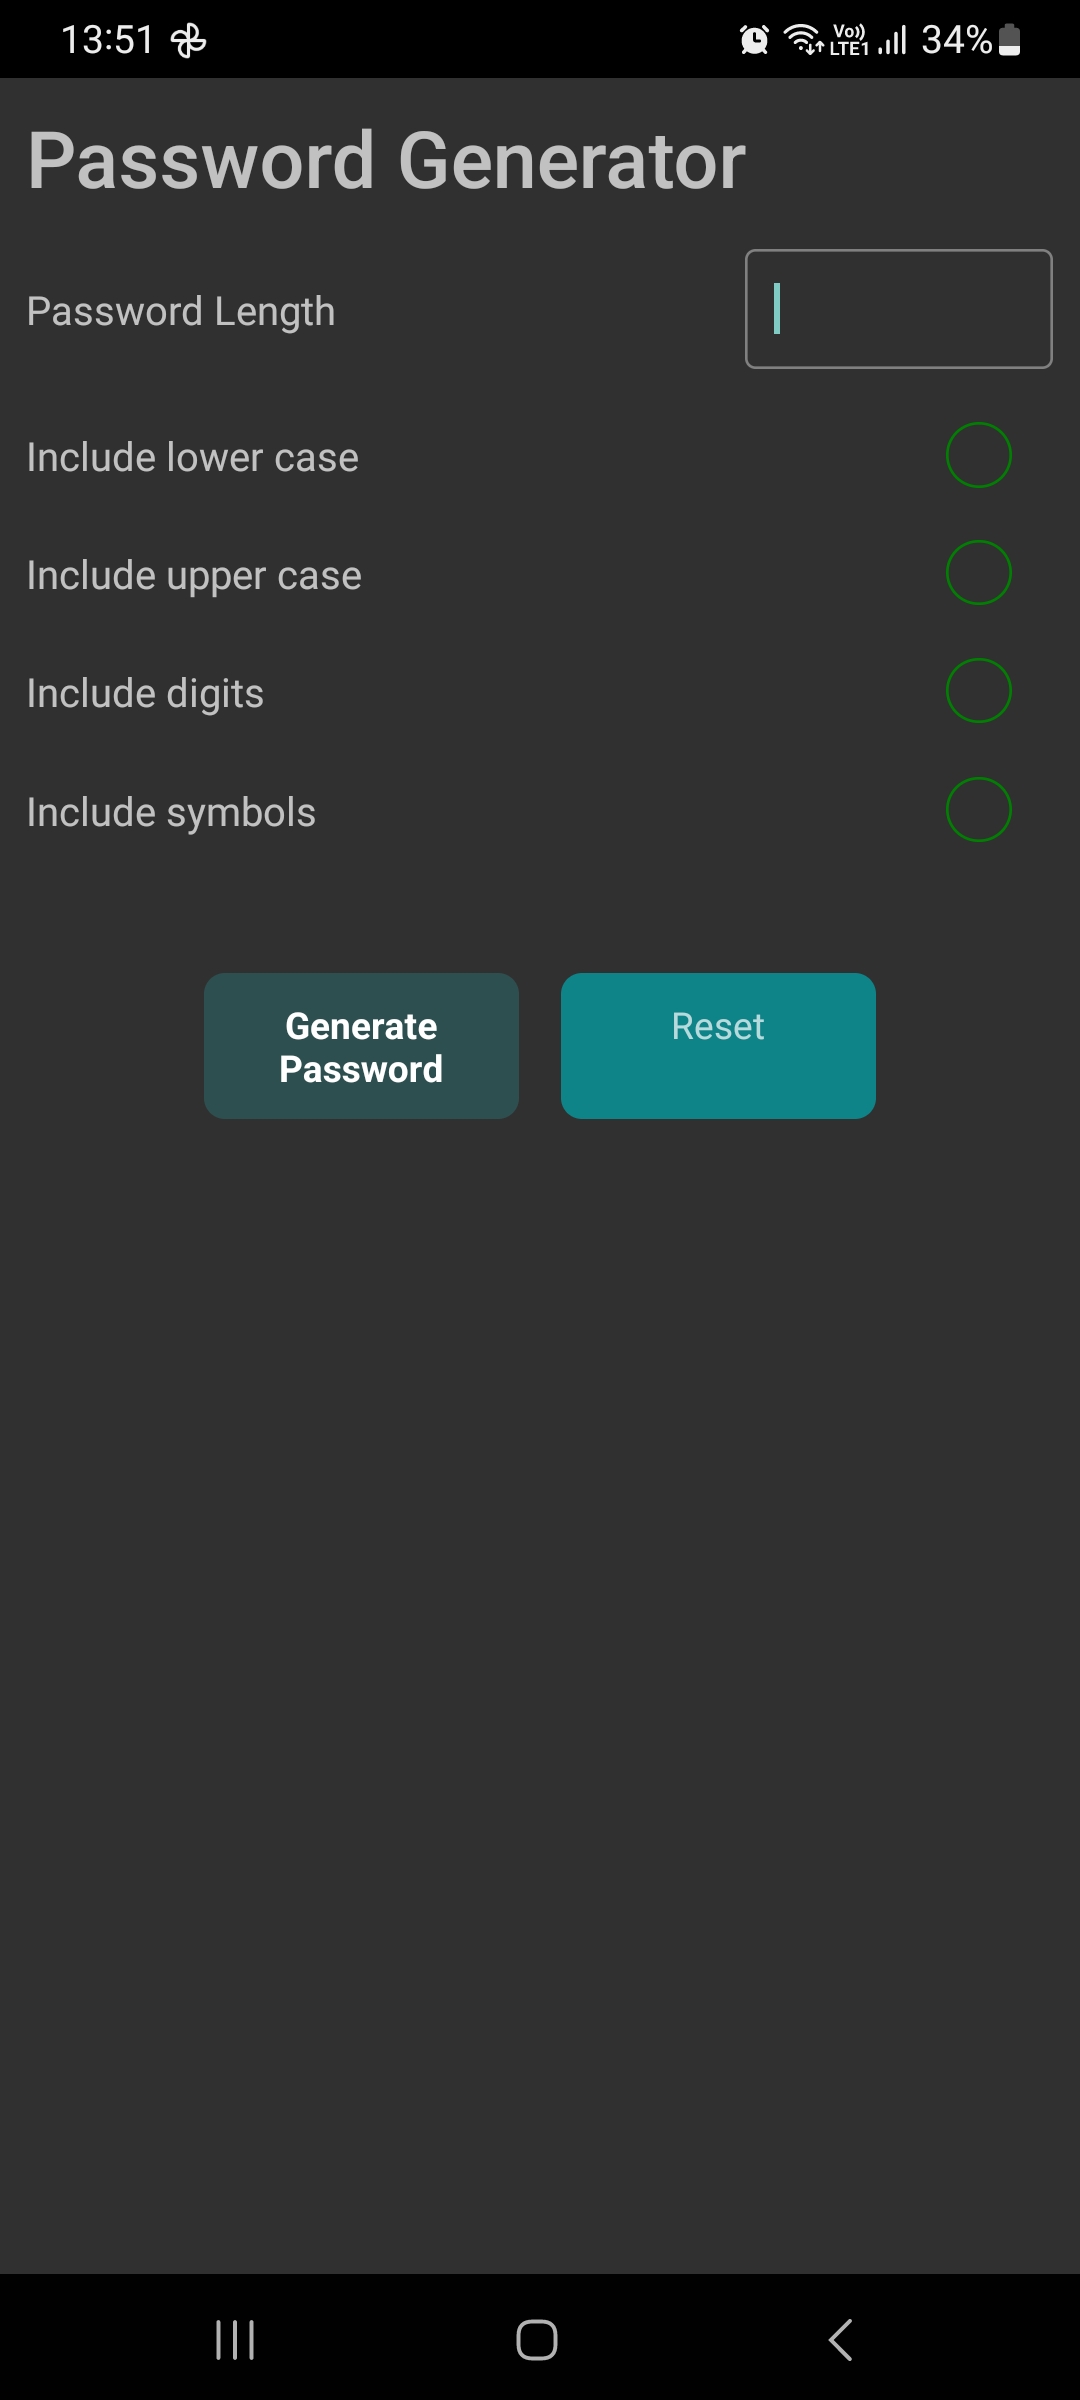 13:51
Vo)) LTE1 34%
Password Generator
Password Length
Include lower case
Include upper case
Include digits
Include symbols
Generate
Password
Reset